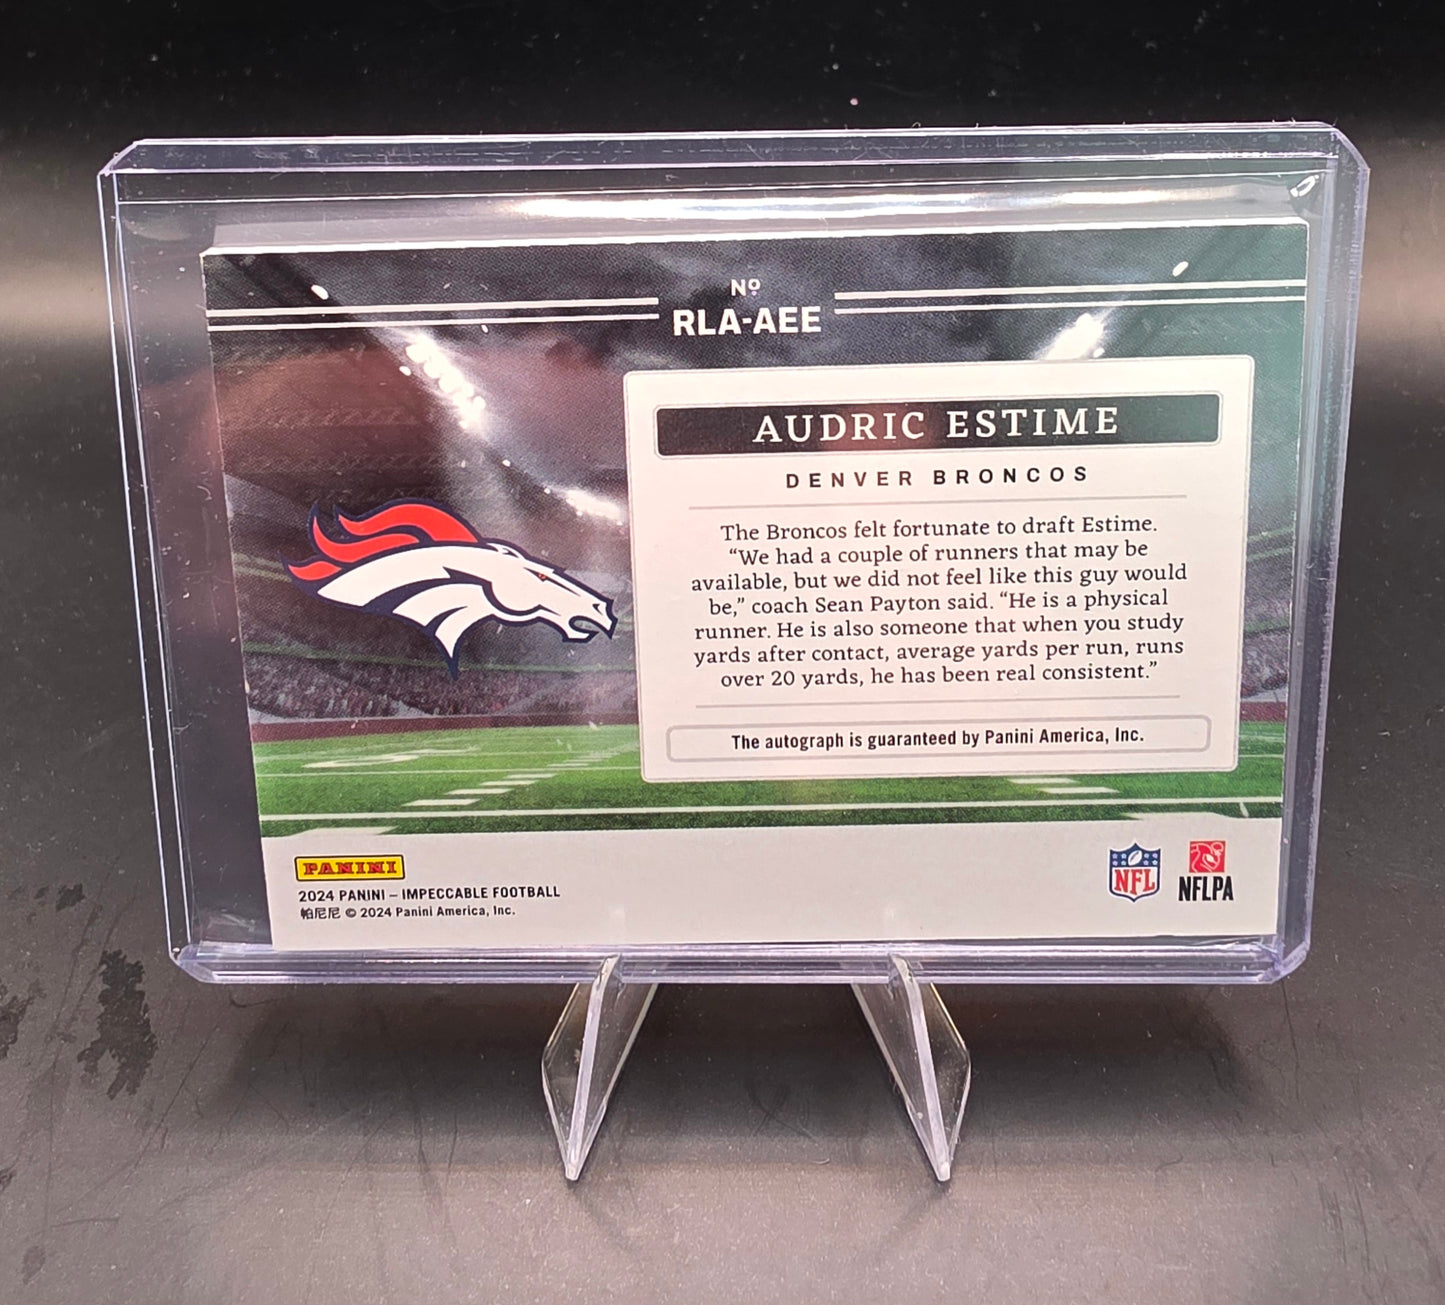 Nº
RLA-AEE
AUDRIC ESTIME
DENVER BRONCOS
The Broncos felt fortunate to draft Estime.
“We had a couple of runners that may be
available, but we did not feel like this guy would
be,” coach Sean Payton said. “He is a physical
runner. He is also someone that when you study
yards after contact, average yards per run, runs
over 20 yards, he has been real consistent.”
The autograph is guaranteed by Panini America, Inc.
PANINI
2024 PANINI – IMPECCABLE FOOTBALL
帕尼尼 © 2024 Panini America, Inc.
NFL
NFLPA